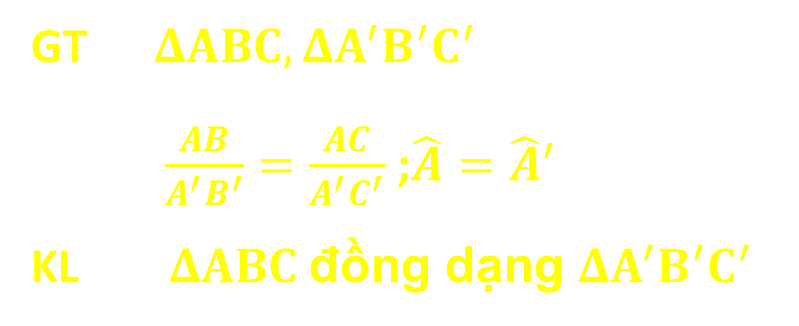 GT ΔABC, ΔA′B′C′
AB/A′B′ = AC/A′C′ ;Â = Â′
KL ΔABC đồng dạng ΔA′B′C′